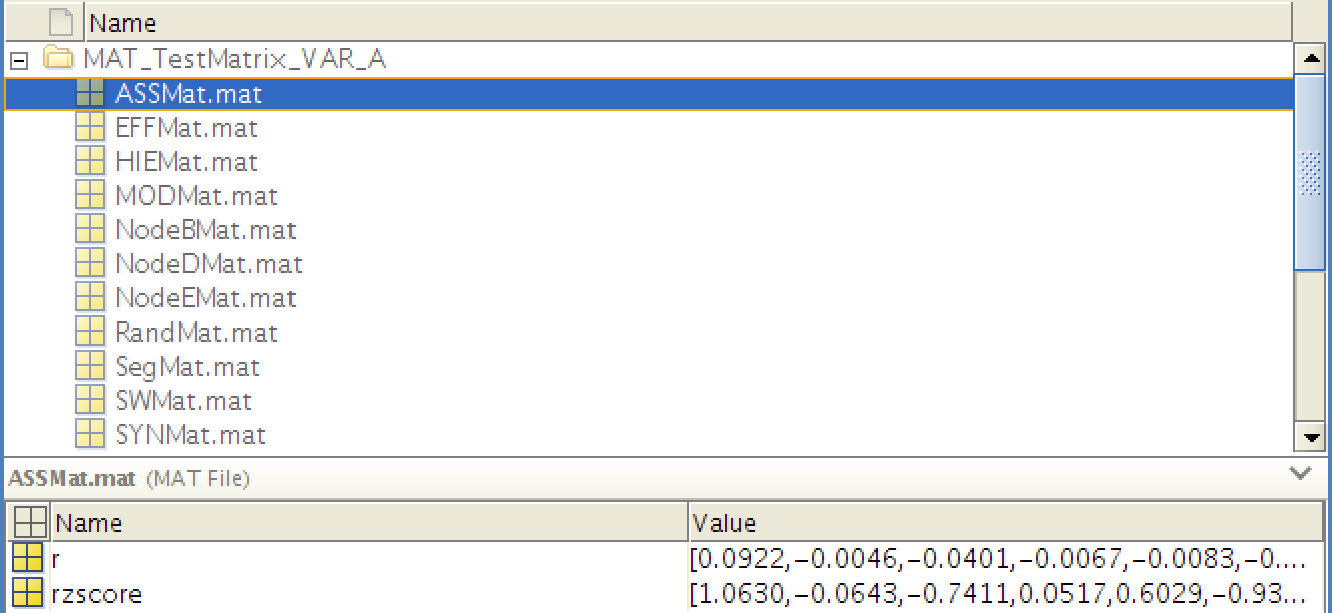 Name
MAT_TestMatrix_VAR_A
ASSMat.mat
EFFMat.mat
HIEMat.mat
MODMat.mat
NodeBMat.mat
NodeDMat.mat
NodeEMat.mat
RandMat.mat
SegMat.mat
SWMat.mat
SYNMat.mat
ASSMat.mat (MAT File)
Name Value
r [0.0922,−0.0046,−0.0401,−0.0067,−0.0083,−0....
rzscore [1.0630,−0.0643,−0.7411,0.0517,0.6029,−0.93...